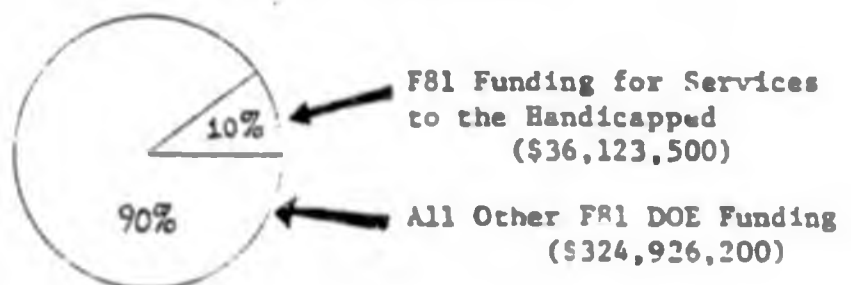 F81 Funding for Services
to the Handicapped
($36,123,500)
10%
90%
All Other F81 DOE Funding
($324,926,200)